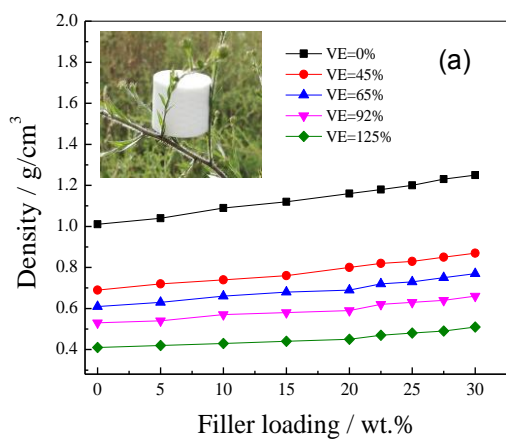 (a)
VE=0%
VE=45%
VE=65%
VE=92%
VE=125%
Density / g/cm³
2.0
1.8
1.6
1.4
1.2
1.0
0.8
0.6
0.4
0 5 10 15 20 25 30
Filler loading / wt.%